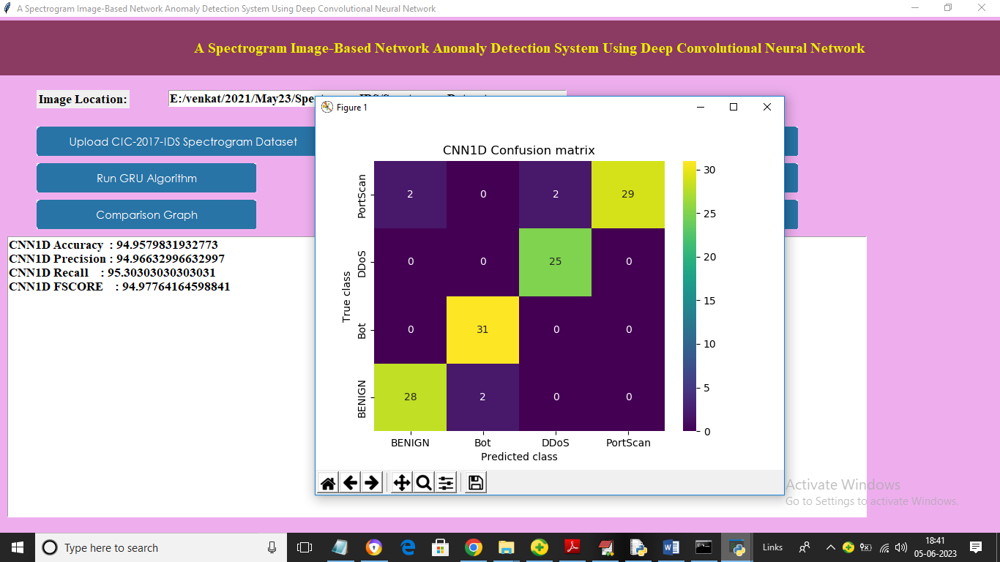 A Spectrogram Image-Based Network Anomaly Detection System Using Deep Convolutional Neural Network
A Spectrogram Image-Based Network Anomaly Detection System Using Deep Convolutional Neural Network
Image Location:
E:/venkat/2021/May23/Spe
Upload CIC-2017-IDS Spectrogram Dataset
Run GRU Algorithm
Comparison Graph
CNN1D Accuracy : 94.9579831932773
CNN1D Precision : 94.96632996632997
CNN1D Recall : 95.30303030303031
CNN1D FSCORE : 94.97764164598841
Figure 1
CNN1D Confusion matrix
PortScan 2 0 2 29
DDoS 0 0 25 0
Bot 0 31 0 0
BENIGN 28 2 0 0
True class
BENIGN Bot DDoS PortScan
Predicted class
30
25
20
15
10
5
0
Activate Windows
Go to Settings to activate Windows.
Type here to search
Links
18:41
05-06-2023